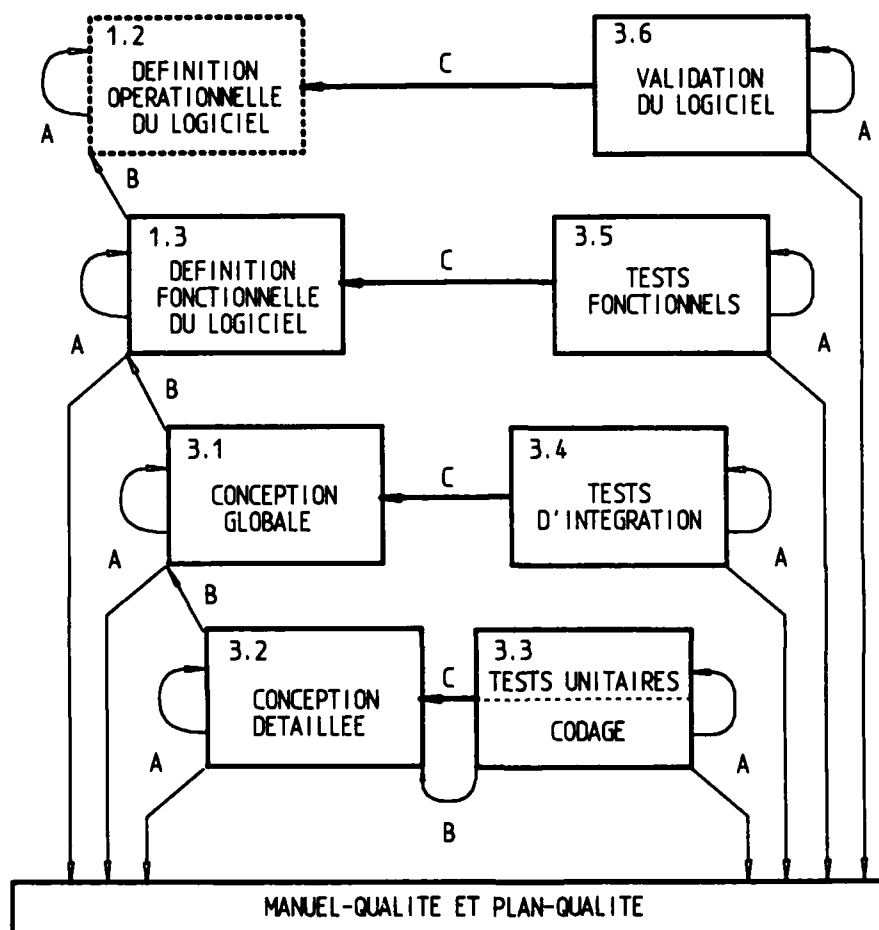 1.2
DEFINITION
OPERATIONNELLE
DU LOGICIEL
A
C
3.6
VALIDATION
DU LOGICIEL
A
B
1.3
DEFINITION
FONCTIONNELLE
DU LOGICIEL
A
C
3.5
TESTS
FONCTIONNELS
A
B
3.1
CONCEPTION
GLOBALE
A
C
3.4
TESTS
D'INTEGRATION
A
B
3.2
CONCEPTION
DETAILLEE
A
C
3.3
TESTS UNITAIRES
CODAGE
A
B
MANUEL-QUALITE ET PLAN-QUALITE